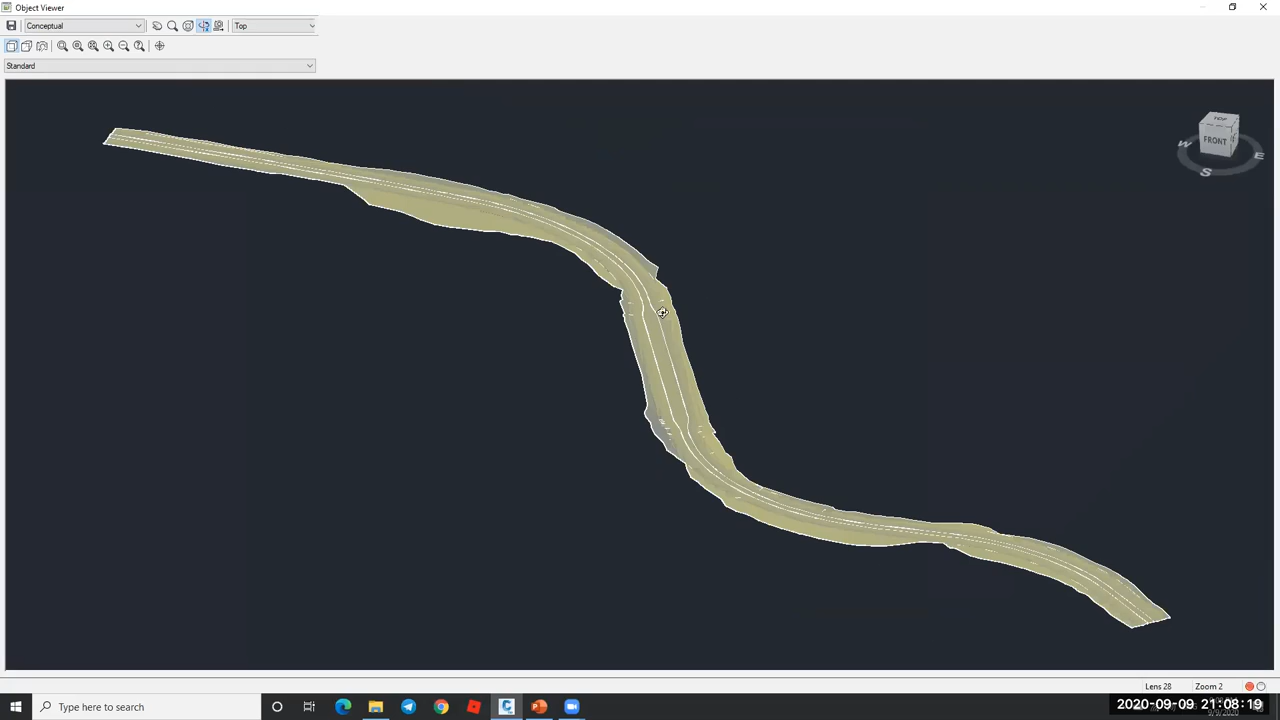 Object Viewer
Conceptual
Top
Standard
TOP
FRONT
W
E
S
Lens 28
Zoom 2
Type here to search
2020-09-09 21:08:19